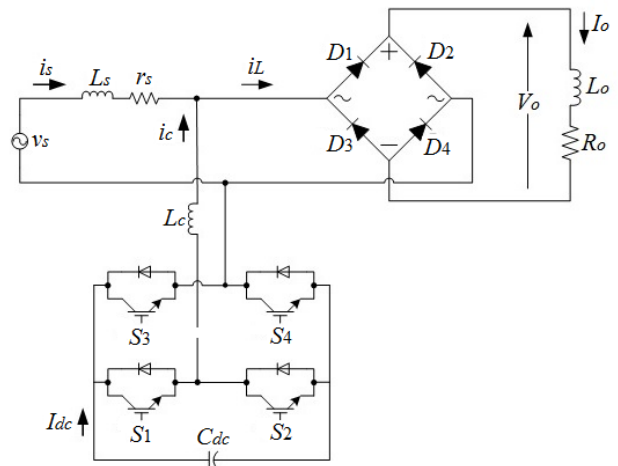 Io
D1
D2
is
Ls
rs
iL
+
Lo
Vo
vs
ic
D3
−
D4
Ro
Lc
S3
S4
Idc
S1
Cdc
S2